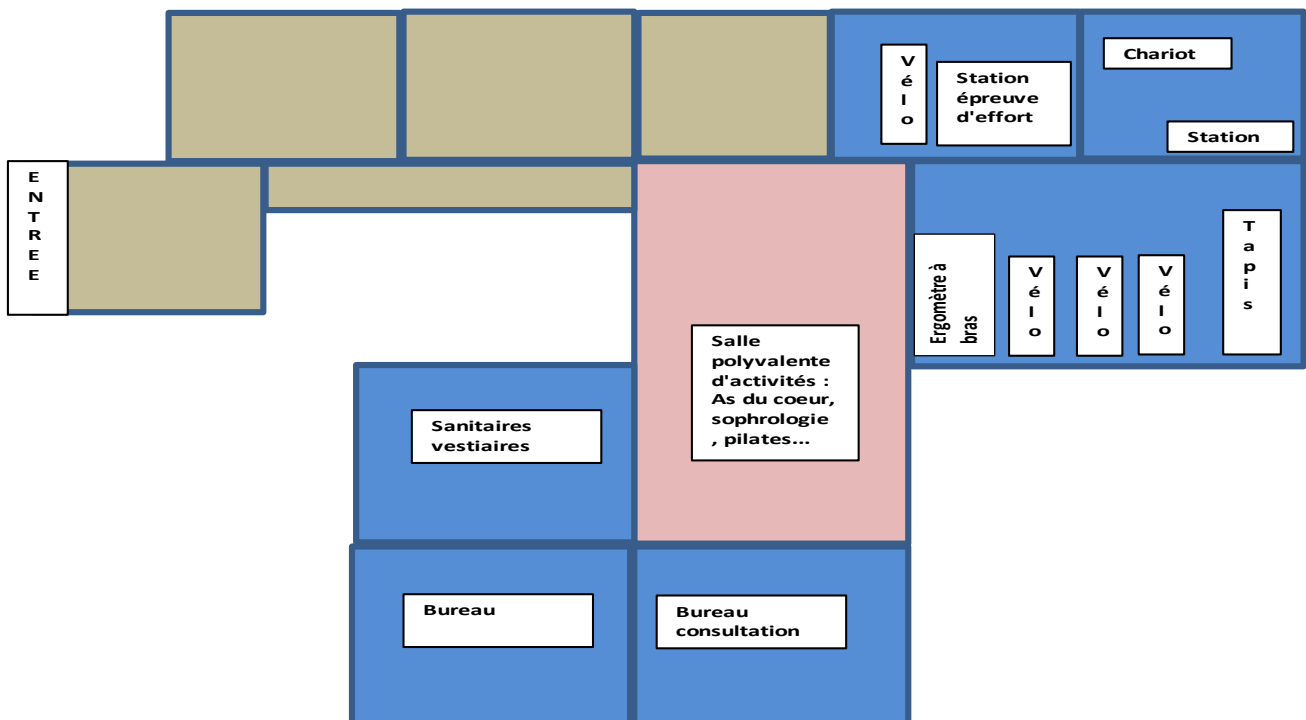 ENTREE
Vélo
Station
épreuve
d'effort
Chariot
Station
Ergomètre à
bras
Vélo
Vélo
Vélo
Tapis
Salle
polyvalente
d'activités :
As du coeur,
sophrologie
, pilates...
Sanitaires
vestiaires
Bureau
Bureau
consultation